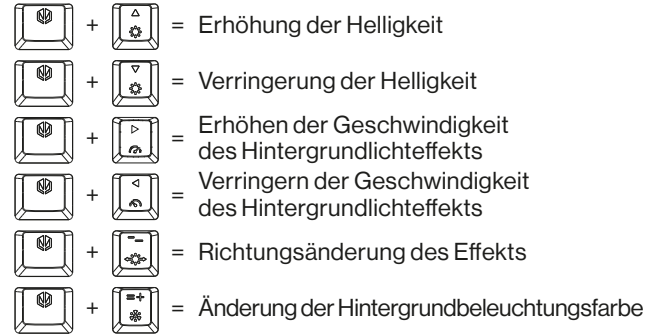 + = Erhöhung der Helligkeit
+ = Verringerung der Helligkeit
+ = Erhöhen der Geschwindigkeit
des Hintergrundlichteffekts
+ = Verringern der Geschwindigkeit
des Hintergrundlichteffekts
+ = Richtungsänderung des Effekts
+ = Änderung der Hintergrundbeleuchtungsfarbe